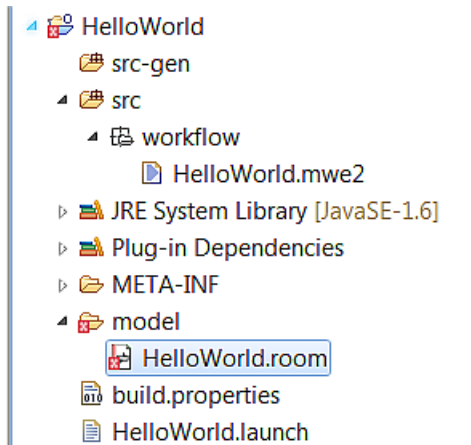 HelloWorld
src-gen
src
workflow
HelloWorld.mwe2
JRE System Library [JavaSE-1.6]
Plug-in Dependencies
META-INF
model
HelloWorld.room
010
build.properties
HelloWorld.launch